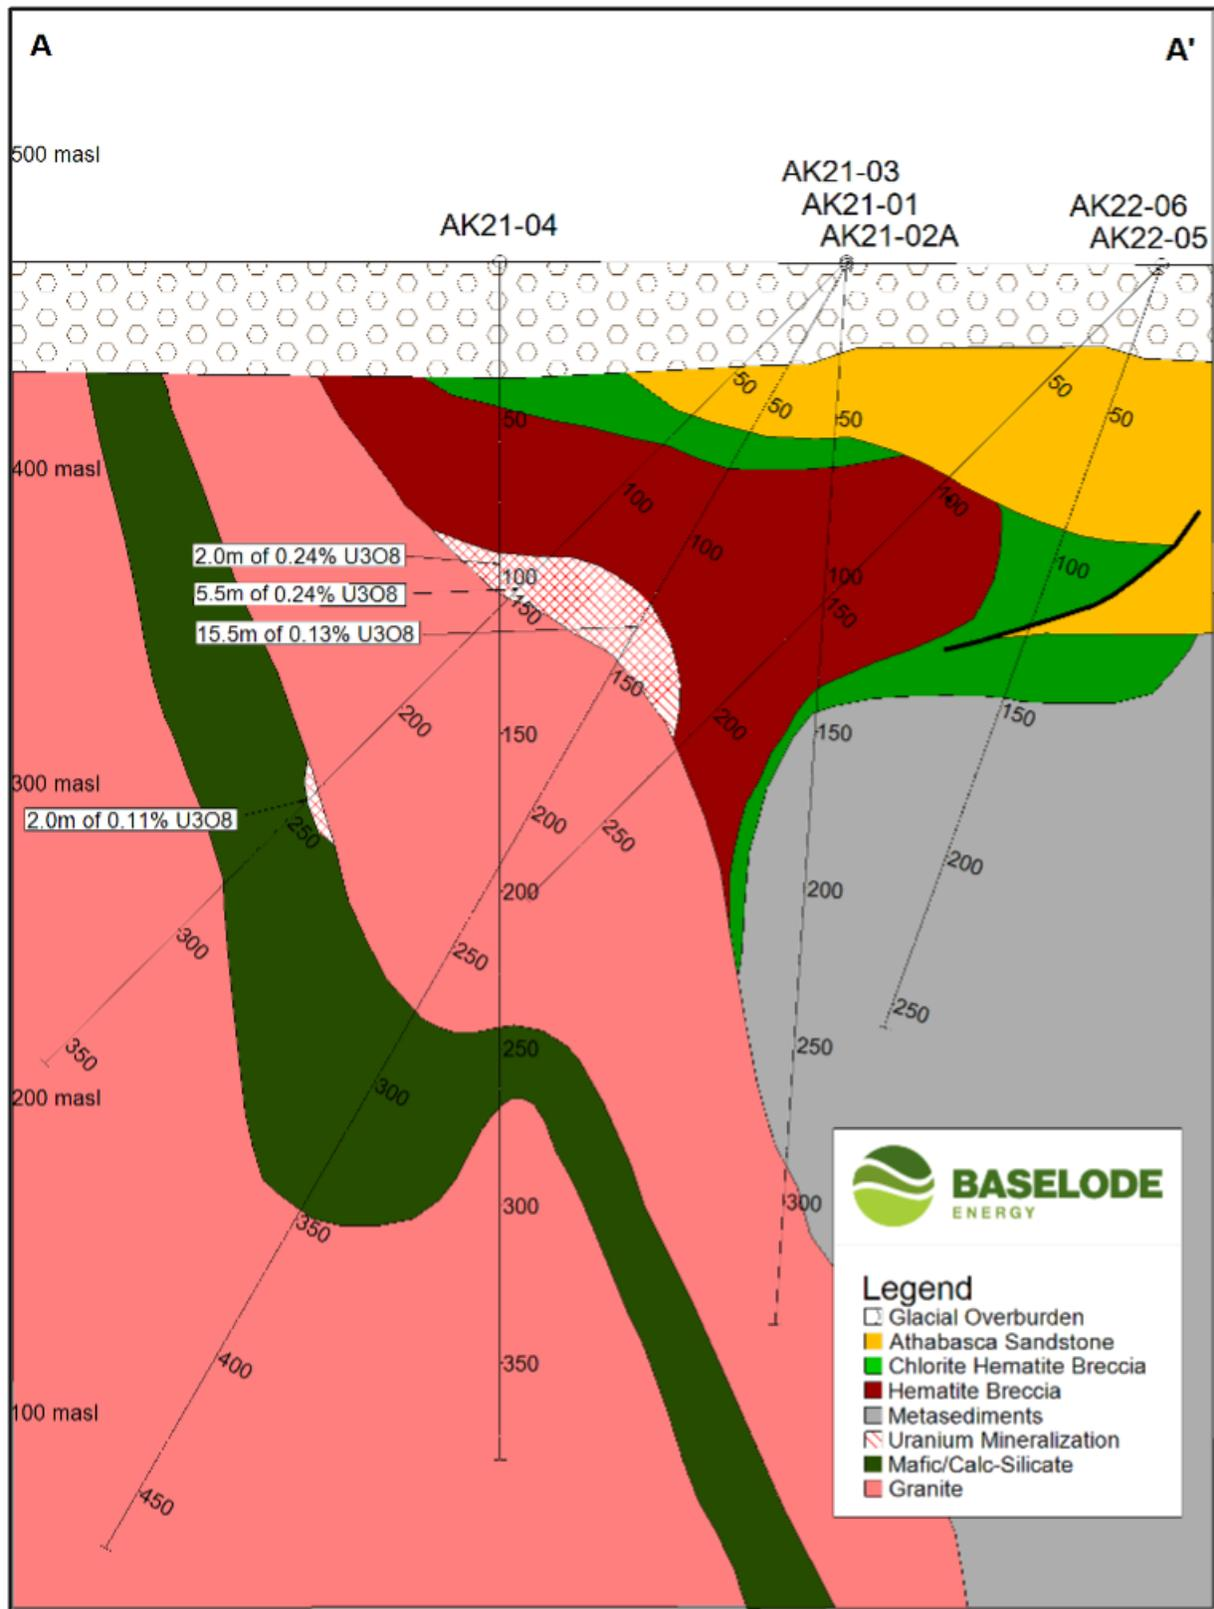 A
A'
500 masl
AK21-03
AK21-01
AK21-02A
AK21-04
AK22-06
AK22-05
50
50
50
50
50
50
400 masl
100
100
100
100
100
100
2.0m of 0.24% U3O8
5.5m of 0.24% U3O8
15.5m of 0.13% U3O8
150
150
150
150
150
150
200
200
300 masl
2.0m of 0.11% U3O8
250
200
250
200
200
200
300
250
250
250
250
350
200 masl
300
300
300
350
350
400
100 masl
450
BASELODE
ENERGY
Legend
Glacial Overburden
Athabasca Sandstone
Chlorite Hematite Breccia
Hematite Breccia
Metasediments
Uranium Mineralization
Mafic/Calc-Silicate
Granite